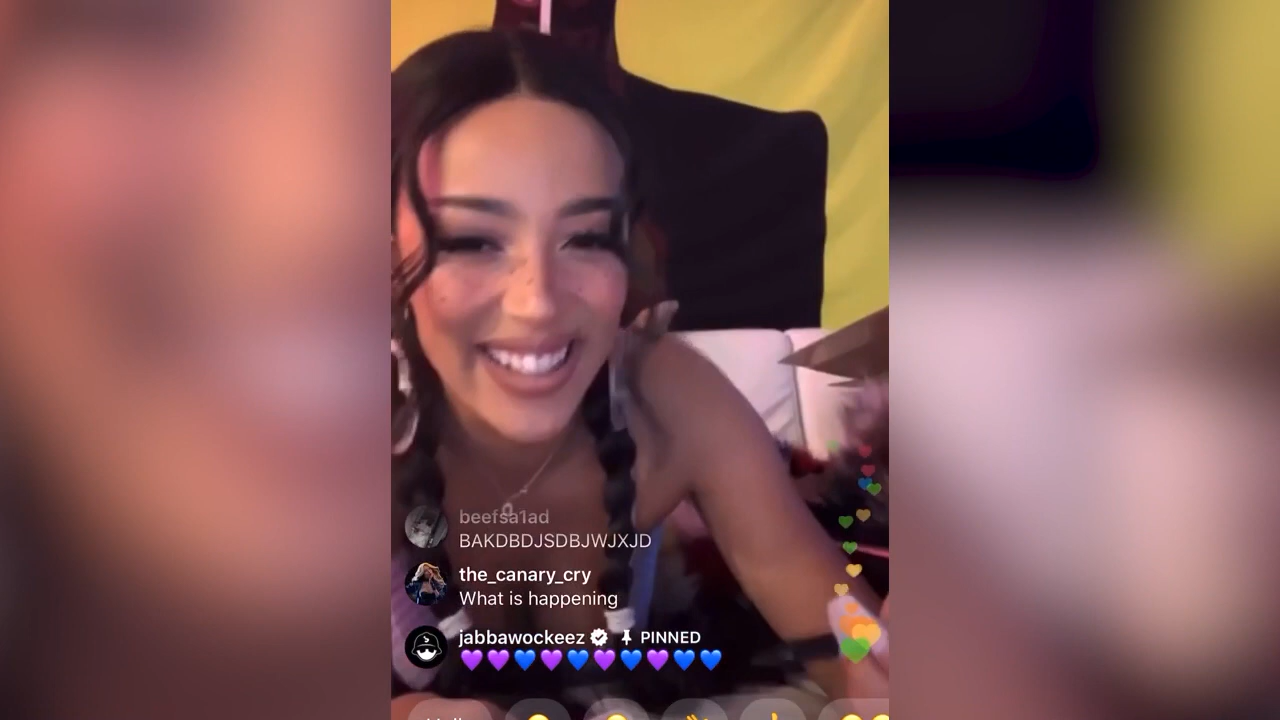 beefsa1ad
BAKDBDJSDBJWJXJD
the_canary_cry
What is happening
jabbawockeez PINNED
💜💜💙💜💙💜💙💜💙💙